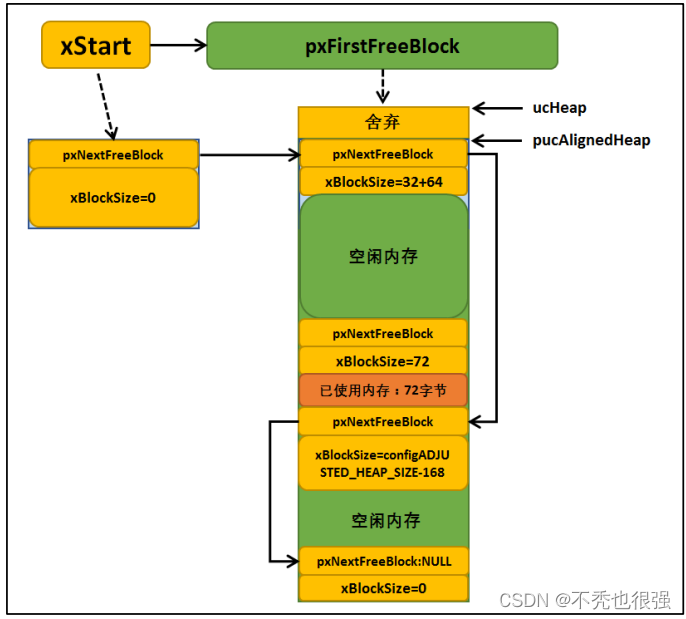 xStart
pxFirstFreeBlock
ucHeap
舍弃
pucAlignedHeap
pxNextFreeBlock
pxNextFreeBlock
xBlockSize=32+64
xBlockSize=0
空闲内存
pxNextFreeBlock
xBlockSize=72
已使用内存：72字节
pxNextFreeBlock
xBlockSize=configADJU
STED_HEAP_SIZE-168
空闲内存
pxNextFreeBlock:NULL
xBlockSize=0
CSDN @不秃也很强